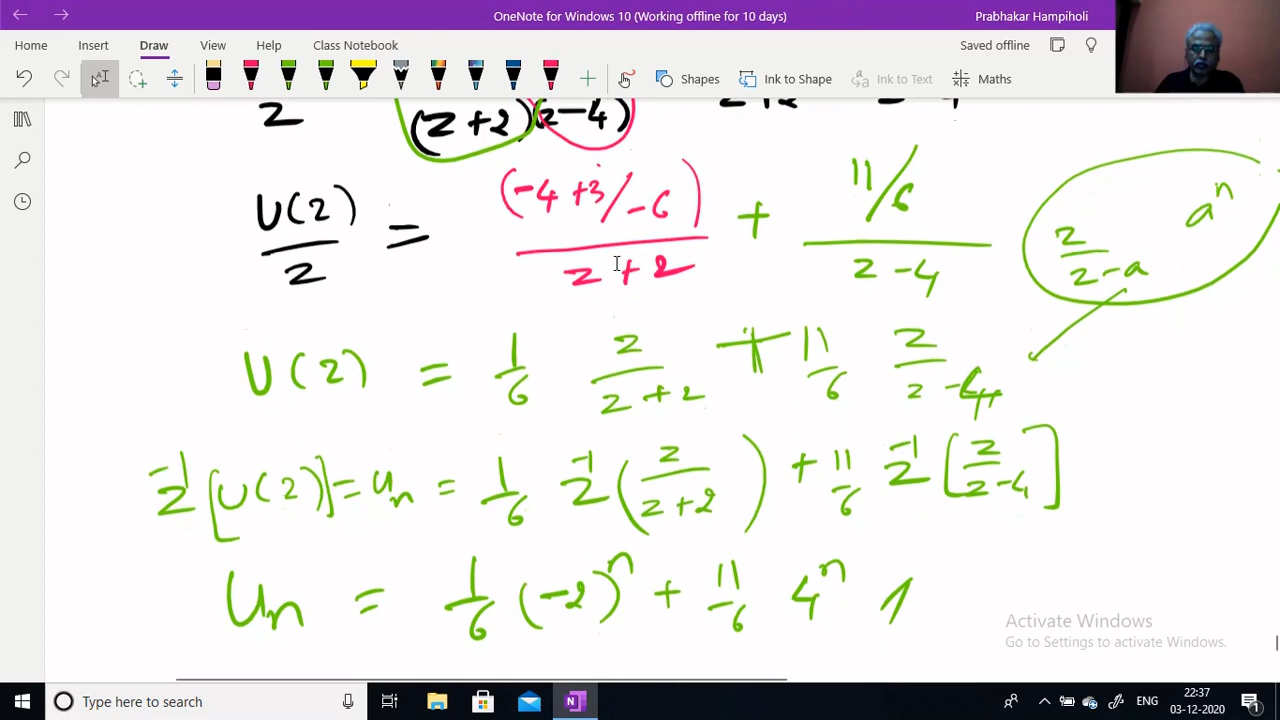 OneNote for Windows 10 (Working offline for 10 days)
Prabhakar Hampiholi
Home Insert Draw View Help Class Notebook
Saved offline
Shapes Ink to Shape Ink to Text Maths
z (z+2)(z-4)
U(z)/z = (-4+3/-6)/(z+2) + (11/6)/(z-4)
z/(z-a) a^n
U(z) = 1/6 z/(z+2) + 11/6 z/(z-4)
z^-1 [U(z)] = u_n = 1/6 z^-1 (z/(z+2)) + 11/6 z^-1 [z/(z-4)]
U_n = 1/6 (-2)^n + 11/6 4^n
Activate Windows
Go to Settings to activate Windows.
Type here to search
ENG
22:37
03-12-2020